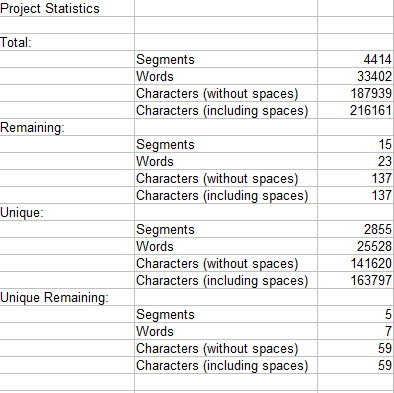 Project Statistics
Total:
Segments 4414
Words 33402
Characters (without spaces) 187939
Characters (including spaces) 216161
Remaining:
Segments 15
Words 23
Characters (without spaces) 137
Characters (including spaces) 137
Unique:
Segments 2855
Words 25528
Characters (without spaces) 141620
Characters (including spaces) 163797
Unique Remaining:
Segments 5
Words 7
Characters (without spaces) 59
Characters (including spaces) 59